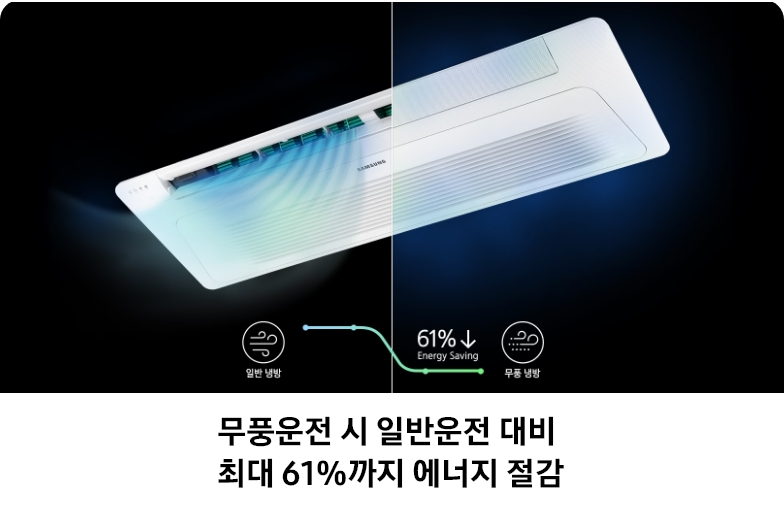 SAMSUNG
61%↓
Energy Saving
일반 냉방
무풍 냉방
무풍운전 시 일반운전 대비
최대 61%까지 에너지 절감